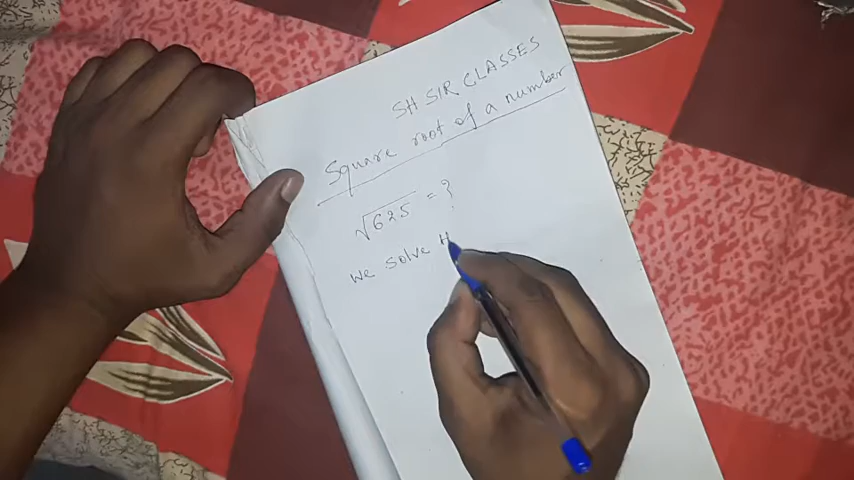 SH SIR CLASSES
Square root of a number
√625 = ?
We solve